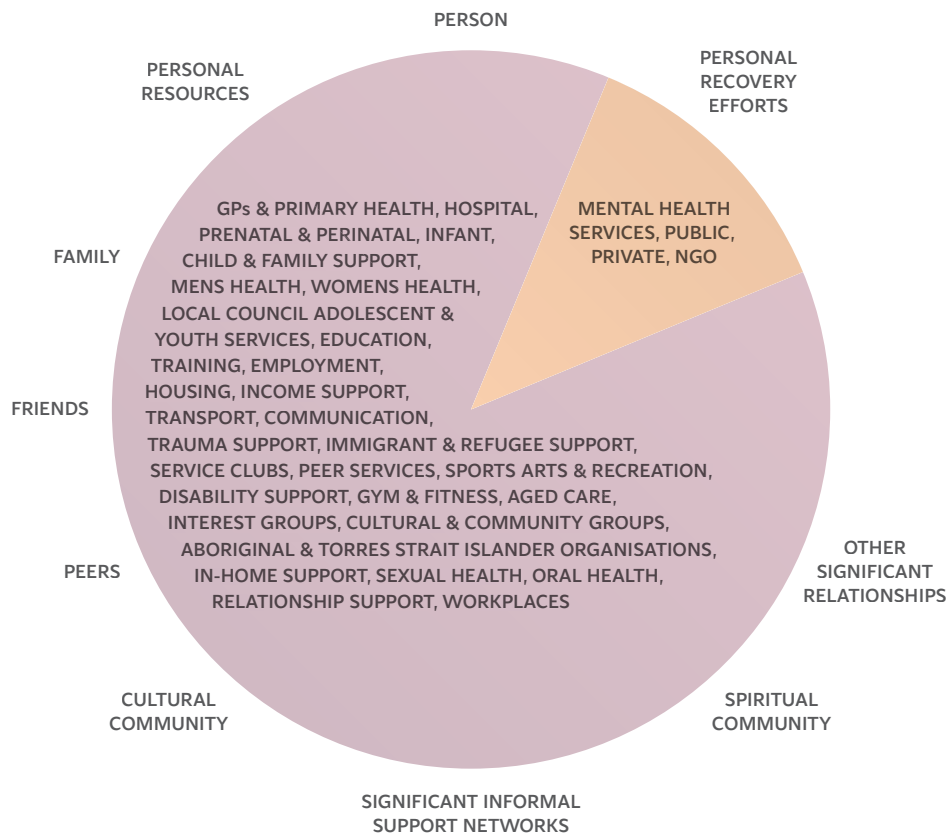 PERSON
PERSONAL
RESOURCES
PERSONAL
RECOVERY
EFFORTS
GPs & PRIMARY HEALTH, HOSPITAL,
PRENATAL & PERINATAL, INFANT,
CHILD & FAMILY SUPPORT,
MENS HEALTH, WOMENS HEALTH,
LOCAL COUNCIL ADOLESCENT &
YOUTH SERVICES, EDUCATION,
TRAINING, EMPLOYMENT,
HOUSING, INCOME SUPPORT,
TRANSPORT, COMMUNICATION,
TRAUMA SUPPORT, IMMIGRANT & REFUGEE SUPPORT,
SERVICE CLUBS, PEER SERVICES, SPORTS ARTS & RECREATION,
DISABILITY SUPPORT, GYM & FITNESS, AGED CARE,
INTEREST GROUPS, CULTURAL & COMMUNITY GROUPS,
ABORIGINAL & TORRES STRAIT ISLANDER ORGANISATIONS,
IN-HOME SUPPORT, SEXUAL HEALTH, ORAL HEALTH,
RELATIONSHIP SUPPORT, WORKPLACES
MENTAL HEALTH
SERVICES, PUBLIC,
PRIVATE, NGO
FAMILY
FRIENDS
PEERS
OTHER
SIGNIFICANT
RELATIONSHIPS
CULTURAL
COMMUNITY
SPIRITUAL
COMMUNITY
SIGNIFICANT INFORMAL
SUPPORT NETWORKS